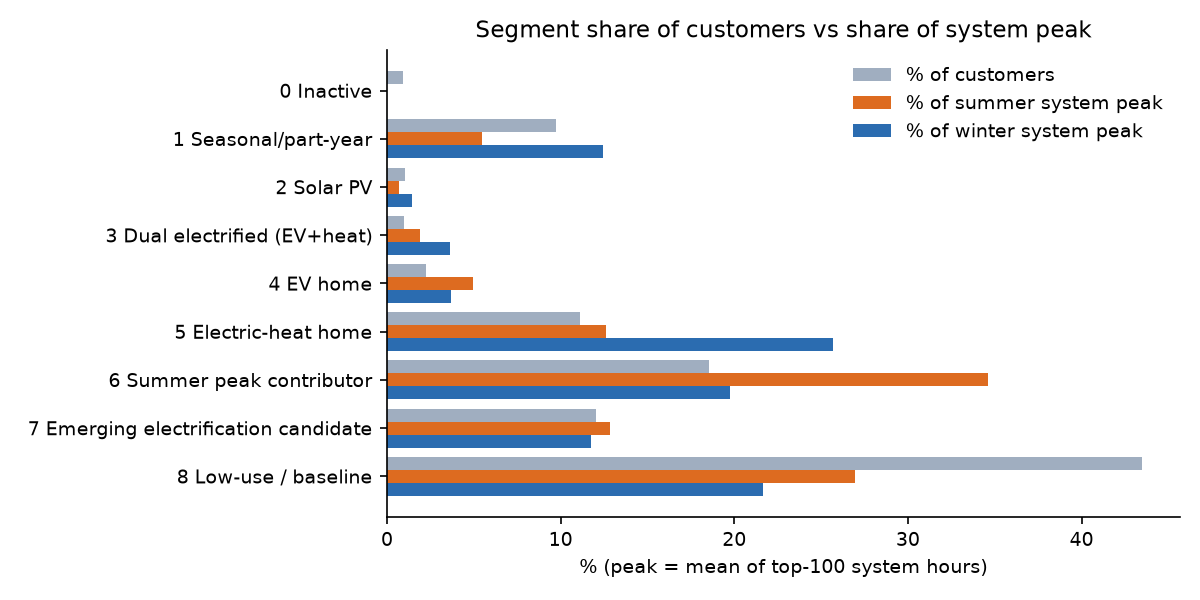 Segment share of customers vs share of system peak
% of customers
% of summer system peak
% of winter system peak
0 Inactive
1 Seasonal/part-year
2 Solar PV
3 Dual electrified (EV+heat)
4 EV home
5 Electric-heat home
6 Summer peak contributor
7 Emerging electrification candidate
8 Low-use / baseline
0 10 20 30 40
% (peak = mean of top-100 system hours)